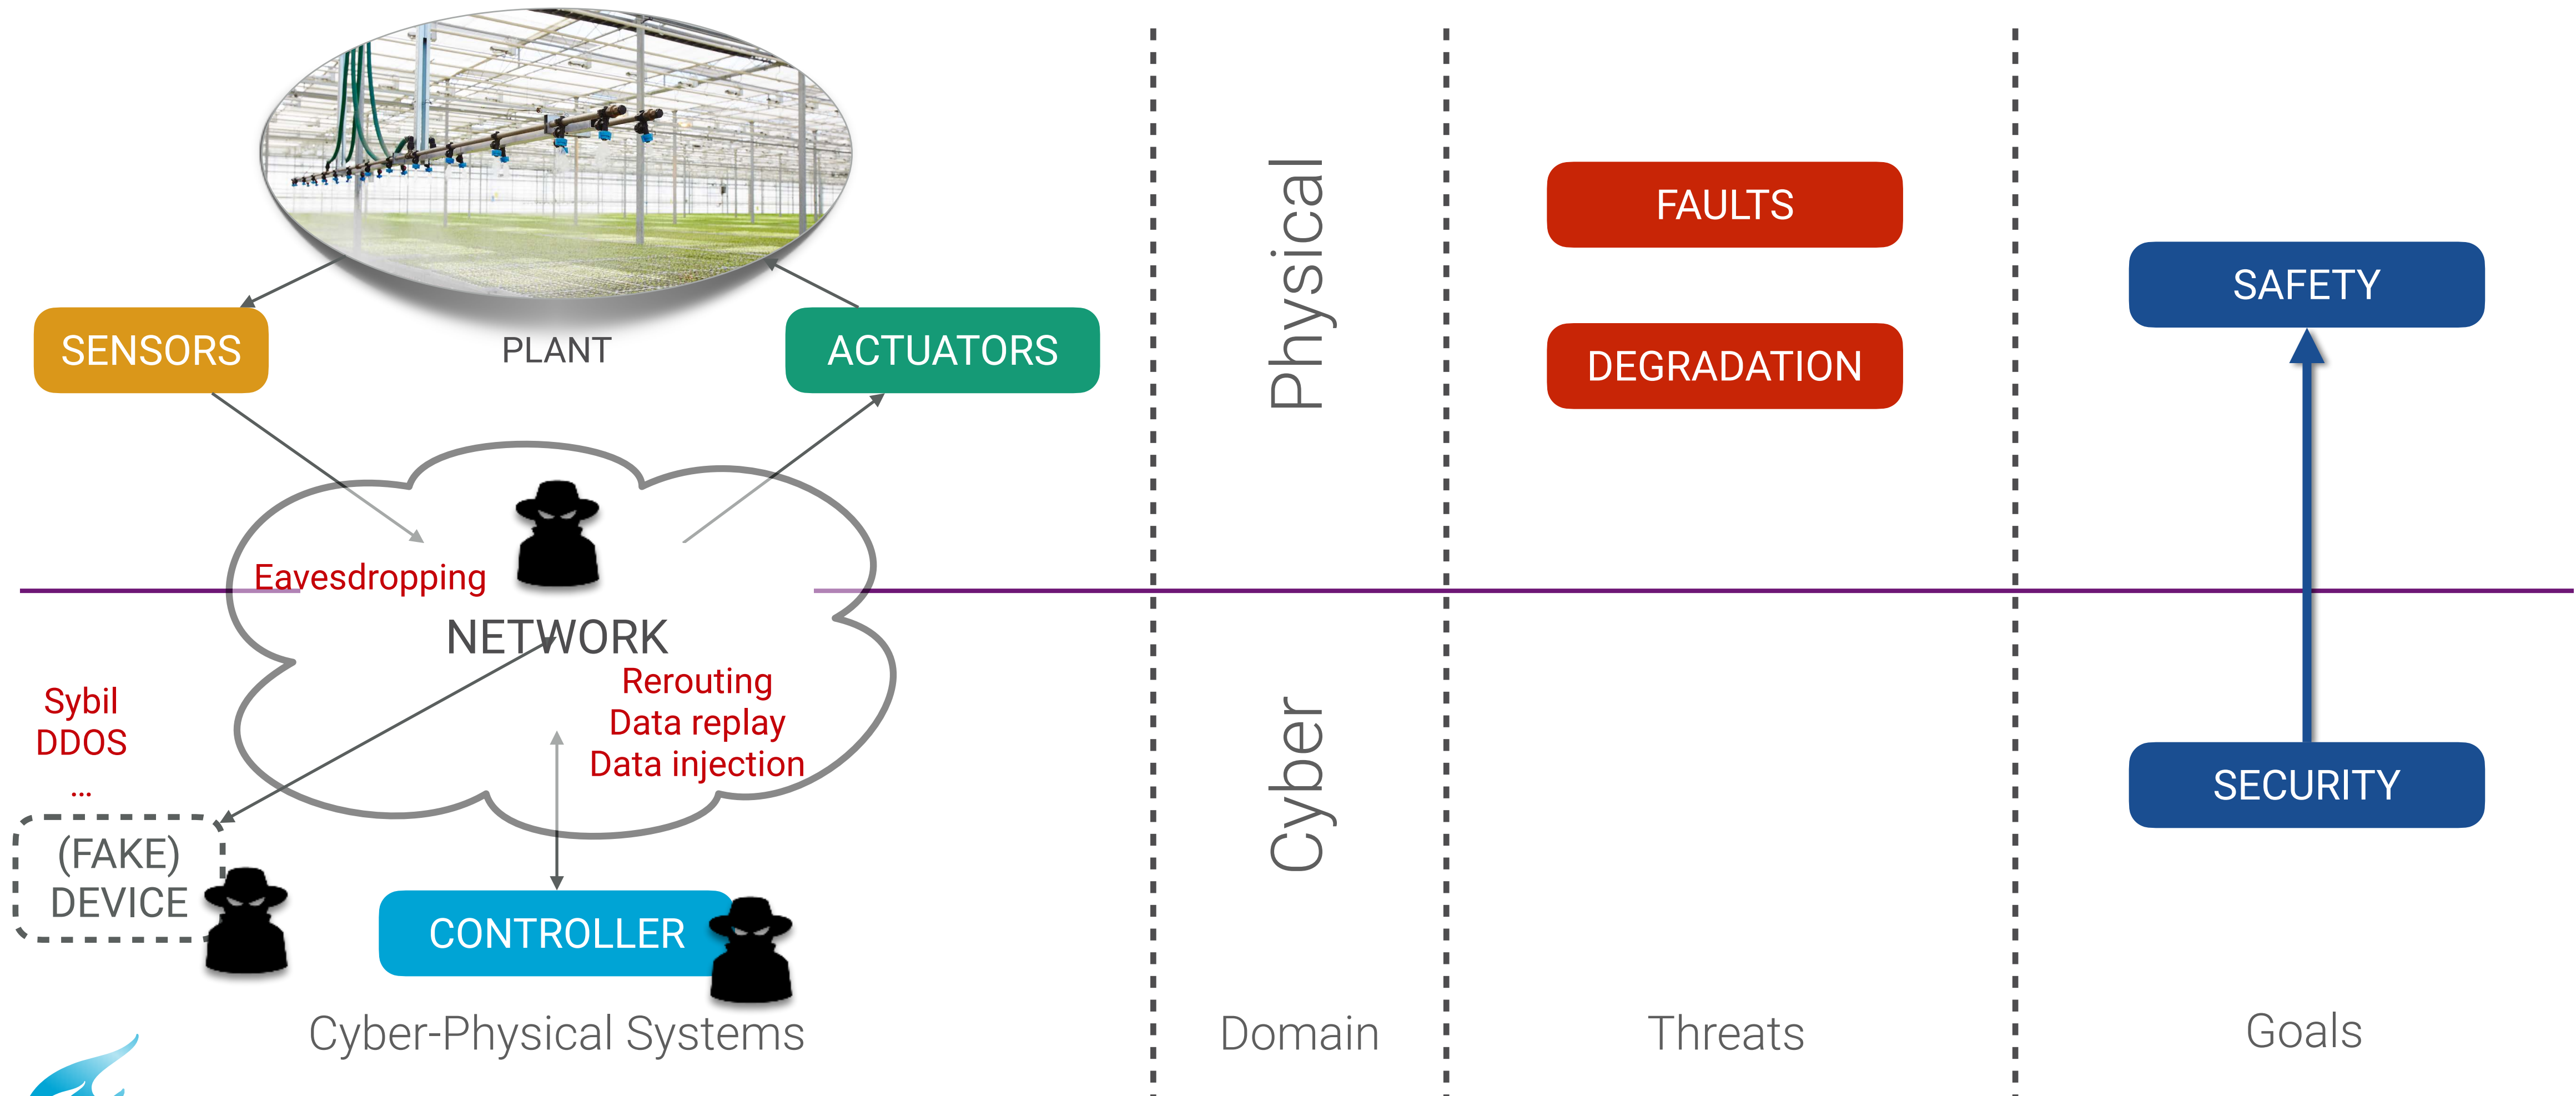 SENSORS
PLANT
ACTUATORS
Eavesdropping
NETWORK
Rerouting
Data replay
Data injection
Sybil
DDOS
...
(FAKE)
DEVICE
CONTROLLER
Cyber-Physical Systems
Physical
Cyber
Domain
FAULTS
DEGRADATION
Threats
SAFETY
SECURITY
Goals